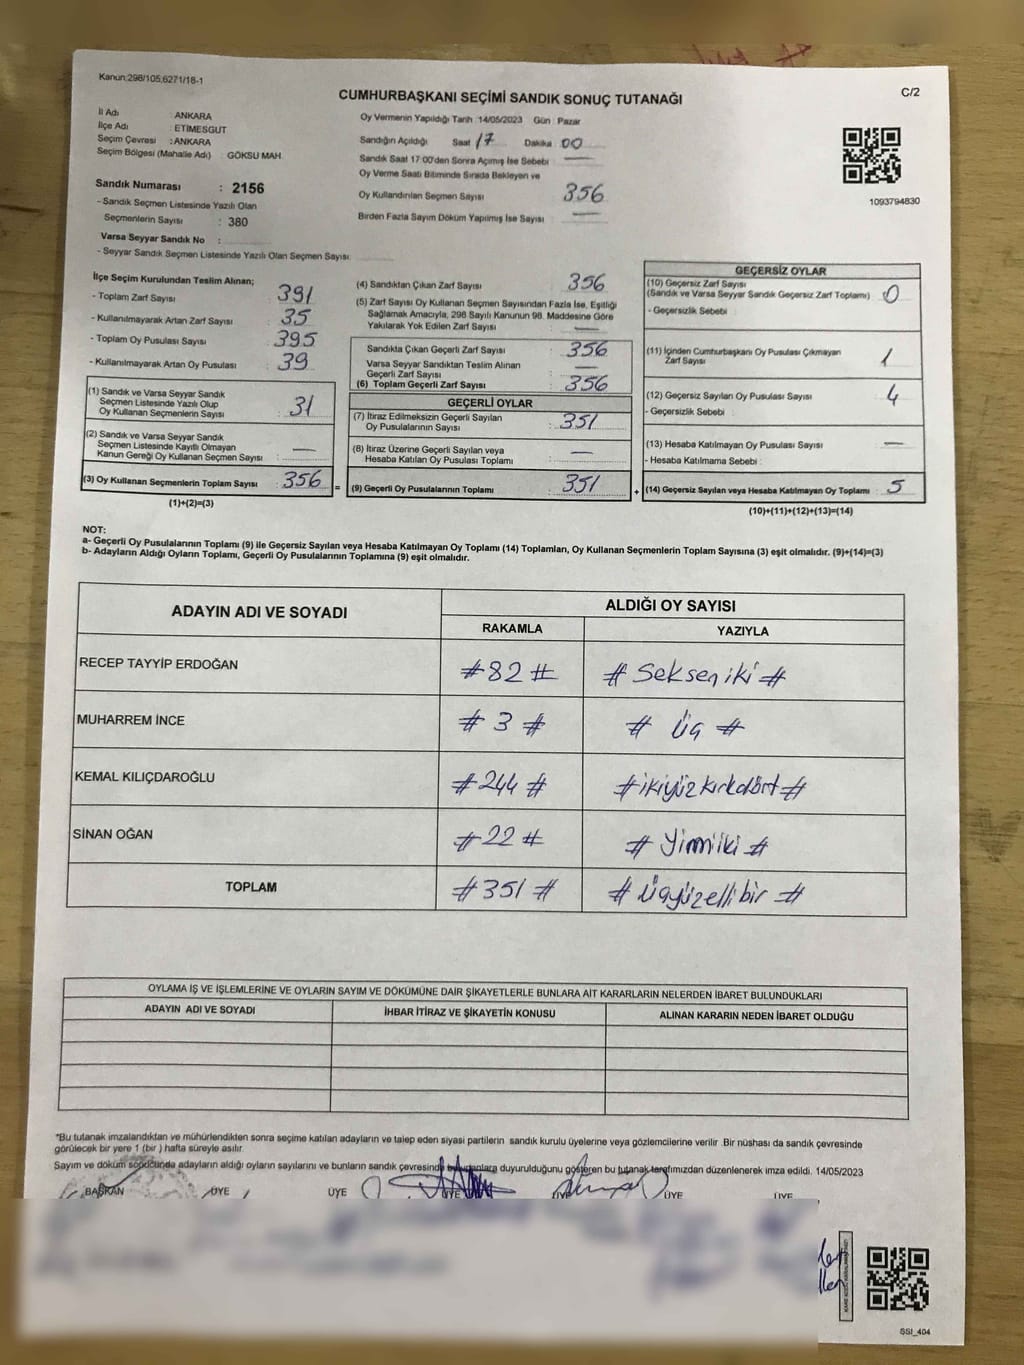 Kanun:298/105,6271/18-1
CUMHURBAŞKANI SEÇİMİ SANDIK SONUÇ TUTANAĞI
C/2
İl Adı : ANKARA
İlçe Adı : ETİMESGUT
Seçim Çevresi : ANKARA
Seçim Bölgesi (Mahalle Adı) GÖKSU MAH.
Sandık Numarası : 2156
- Sandık Seçmen Listesinde Yazılı Olan
Seçmenlerin Sayısı : 380
Varsa Seyyar Sandık No :
- Seyyar Sandık Seçmen Listesinde Yazılı Olan Seçmen Sayısı:
Oy Vermenin Yapıldığı Tarih :14/05/2023 Gün : Pazar
Sandığın Açıldığı Saat 17 Dakika 00
Sandık Saat 17:00'den Sonra Açımış İse Sebebi —
Oy Verme Saati Bitiminde Sırada Bekleyen ve
Oy Kullandırılan Seçmen Sayısı 356
Birden Fazla Sayım Döküm Yapılmış İse Sayısı : —
1093794830
İlçe Seçim Kurulundan Teslim Alınan;
- Toplam Zarf Sayısı : 391
- Kullanılmayarak Artan Zarf Sayısı : 35
- Toplam Oy Pusulası Sayısı : 395
- Kullanılmayarak Artan Oy Pusulası : 39
(1) Sandık ve Varsa Seyyar Sandık
Seçmen Listesinde Yazılı Olup
Oy Kullanan Seçmenlerin Sayısı : 31
(2) Sandık ve Varsa Seyyar Sandık
Seçmen Listesinde Kayıtlı Olmayan
Kanun Gereği Oy Kullanan Seçmen Sayısı : —
(3) Oy Kullanan Seçmenlerin Toplam Sayısı : 356
(1)+(2)=(3)
=
(4) Sandıktan Çıkan Zarf Sayısı : 356
(5) Zarf Sayısı Oy Kullanan Seçmen Sayısından Fazla İse, Eşitliği
Sağlamak Amacıyla, 298 Sayılı Kanunun 98. Maddesine Göre
Yakılarak Yok Edilen Zarf Sayısı : —
Sandıkta Çıkan Geçerli Zarf Sayısı : 356
Varsa Seyyar Sandıktan Teslim Alınan
Geçerli Zarf Sayısı : —
(6) Toplam Geçerli Zarf Sayısı : 356
GEÇERLİ OYLAR
(7) İtiraz Edilmeksizin Geçerli Sayılan
Oy Pusulalarının Sayısı : 351
(8) İtiraz Üzerine Geçerli Sayılan veya
Hesaba Katılan Oy Pusulası Toplamı : —
(9) Geçerli Oy Pusulalarının Toplamı : 351
+
GEÇERSİZ OYLAR
(10) Geçersiz Zarf Sayısı
(Sandık ve Varsa Seyyar Sandık Geçersiz Zarf Toplamı) : 0
- Geçersizlik Sebebi :
(11) İçinden Cumhurbaşkanı Oy Pusulası Çıkmayan
Zarf Sayısı : 1
(12) Geçersiz Sayılan Oy Pusulası Sayısı : 4
- Geçersizlik Sebebi :
(13) Hesaba Katılmayan Oy Pusulası Sayısı : —
- Hesaba Katılmama Sebebi :
(14) Geçersiz Sayılan veya Hesaba Katılmayan Oy Toplamı : 5
(10)+(11)+(12)+(13)=(14)
NOT:
a- Geçerli Oy Pusulalarının Toplamı (9) ile Geçersiz Sayılan veya Hesaba Katılmayan Oy Toplamı (14) Toplamları, Oy Kullanan Seçmenlerin Toplam Sayısına (3) eşit olmalıdır. (9)+(14)=(3)
b- Adayların Aldığı Oyların Toplamı, Geçerli Oy Pusulalarının Toplamına (9) eşit olmalıdır.
ADAYIN ADI VE SOYADI
ALDIĞI OY SAYISI
RAKAMLA YAZIYLA
RECEP TAYYİP ERDOĞAN # 82 # # Seksen iki #
MUHARREM İNCE # 3 # # Üç #
KEMAL KILIÇDAROĞLU # 244 # # ikiyüz kırkdört #
SİNAN OĞAN # 22 # # Yirmiiki #
TOPLAM # 351 # # Üçyüzellibir #
OYLAMA İŞ VE İŞLEMLERİNE VE OYLARIN SAYIM VE DÖKÜMÜNE DAİR ŞİKAYETLERLE BUNLARA AİT KARARLARIN NELERDEN İBARET BULUNDUKLARI
ADAYIN ADI VE SOYADI İHBAR İTİRAZ VE ŞİKAYETİN KONUSU ALINAN KARARIN NEDEN İBARET OLDUĞU
*Bu tutanak imzalandıktan ve mühürlendikten sonra seçime katılan adayların ve talep eden siyasi partilerin sandık kurulu üyelerine veya gözlemcilerine verilir .Bir nüshası da sandık çevresinde
görülecek bir yere 1 (bir ) hafta süreyle asılır.
Sayım ve döküm sonucunda adayların aldığı oyların sayılarını ve bunların sandık çevresinde bulunanlara duyurulduğunu gösteren bu tutanak tarafımızdan düzenlenerek imza edildi. 14/05/2023
BAŞKAN ÜYE ÜYE ÜYE ÜYE ÜYE ÜYE
SSI_404